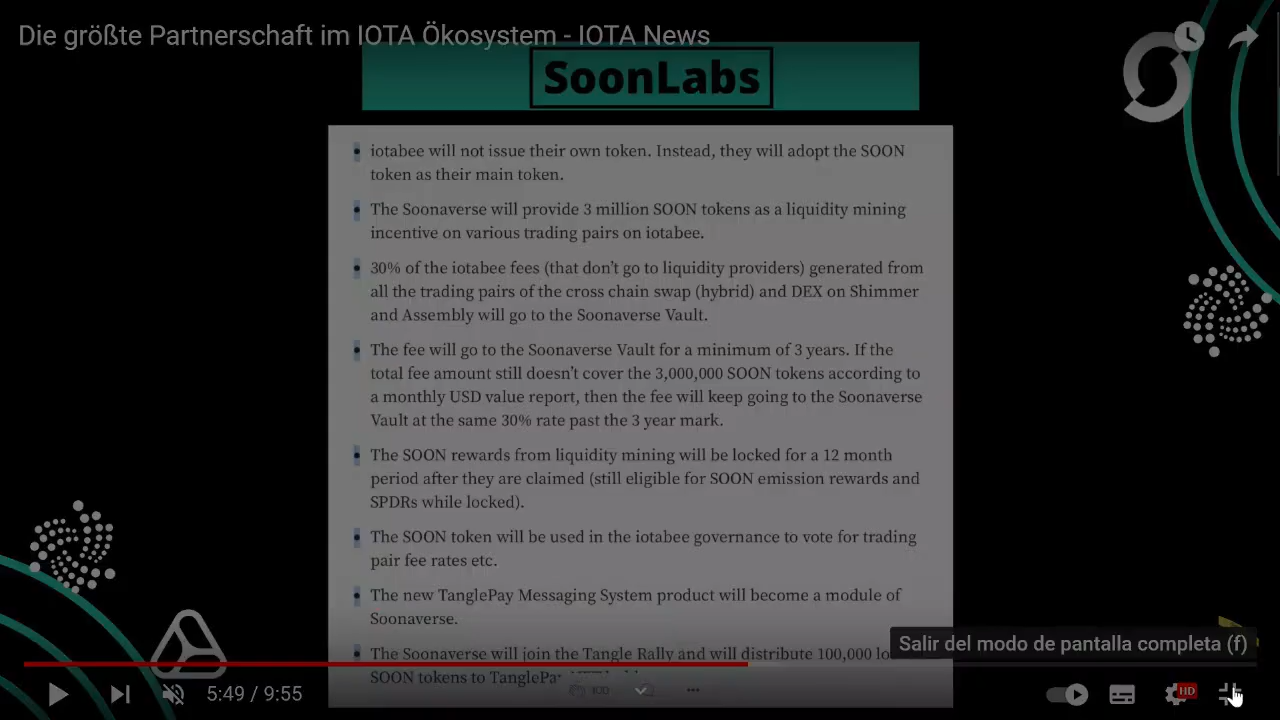 Die größte Partnerschaft im IOTA Ökosystem - IOTA News
SoonLabs
iotabee will not issue their own token. Instead, they will adopt the SOON
token as their main token.
The Soonaverse will provide 3 million SOON tokens as a liquidity mining
incentive on various trading pairs on iotabee.
30% of the iotabee fees (that don't go to liquidity providers) generated from
all the trading pairs of the cross chain swap (hybrid) and DEX on Shimmer
and Assembly will go to the Soonaverse Vault.
The fee will go to the Soonaverse Vault for a minimum of 3 years. If the
total fee amount still doesn't cover the 3,000,000 SOON tokens according to
a monthly USD value report, then the fee will keep going to the Soonaverse
Vault at the same 30% rate past the 3 year mark.
The SOON rewards from liquidity mining will be locked for a 12 month
period after they are claimed (still eligible for SOON emission rewards and
SPDRs while locked).
The SOON token will be used in the iotabee governance to vote for trading
pair fee rates etc.
The new TanglePay Messaging System product will become a module of
Soonaverse.
The Soonaverse will join the Tangle Rally and will distribute 100,000 lo
SOON tokens to TanglePa
Salir del modo de pantalla completa (f)
5:49 / 9:55
HD